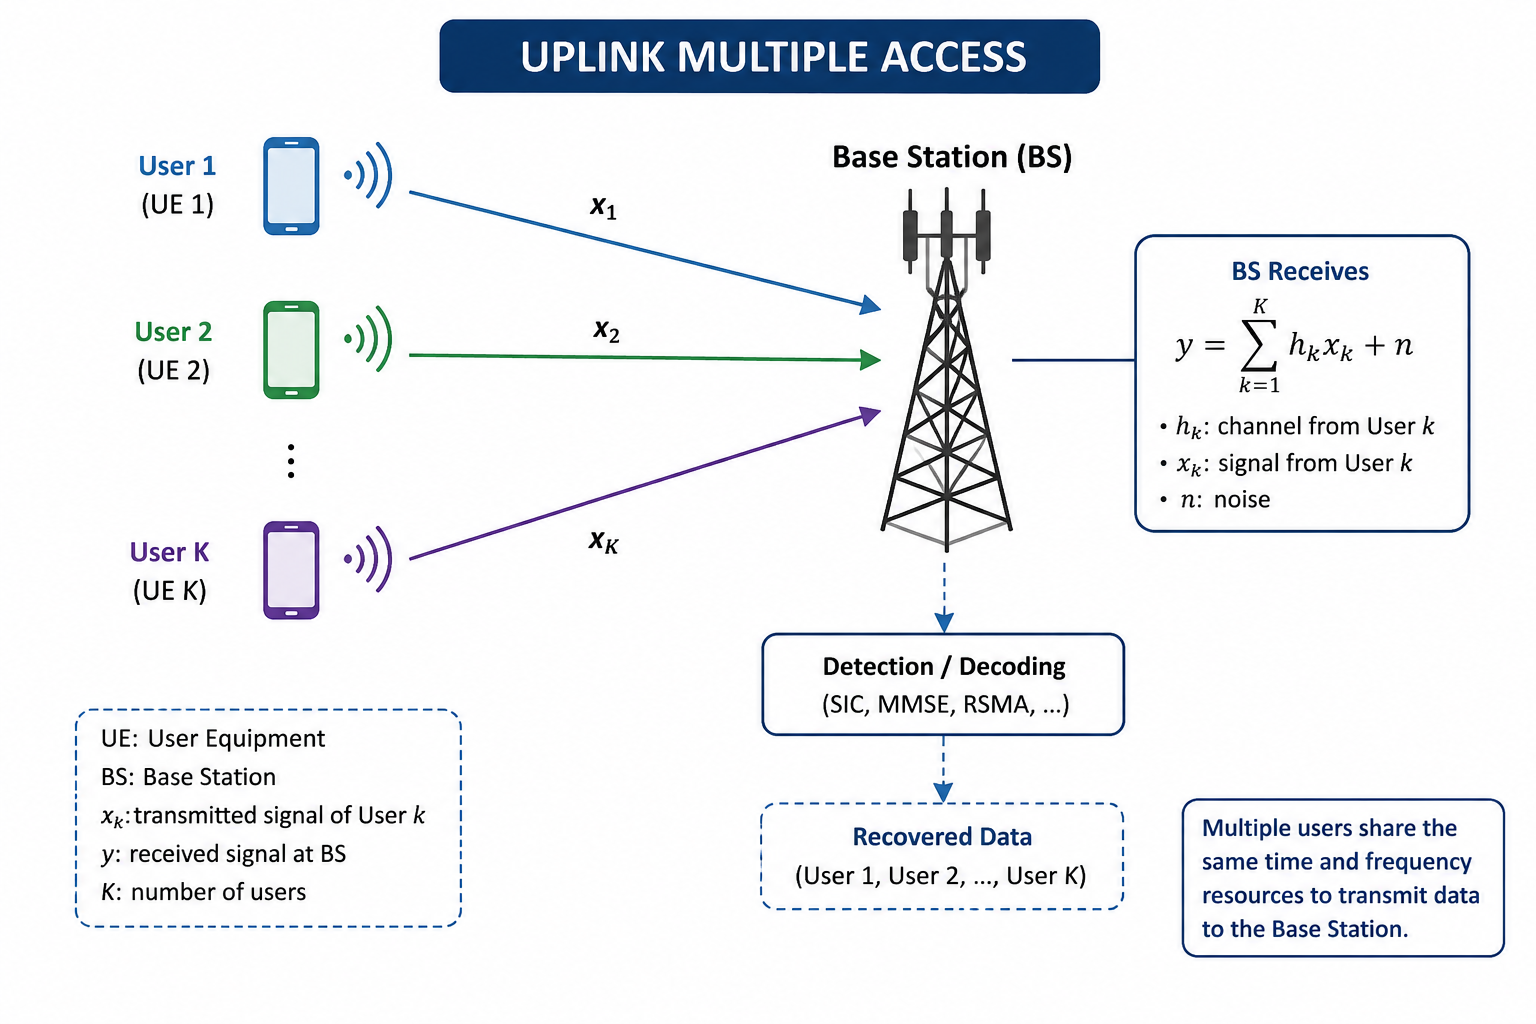 UPLINK MULTIPLE ACCESS
User 1
(UE 1)
x₁
Base Station (BS)
User 2
(UE 2)
x₂
⋮
User K
(UE K)
x_K
BS Receives
y = ∑_{k=1}^{K} h_k x_k + n
• h_k: channel from User k
• x_k: signal from User k
• n: noise
Detection / Decoding
(SIC, MMSE, RSMA, ...)
Recovered Data
(User 1, User 2, ..., User K)
UE: User Equipment
BS: Base Station
x_k: transmitted signal of User k
y: received signal at BS
K: number of users
Multiple users share the
same time and frequency
resources to transmit data
to the Base Station.